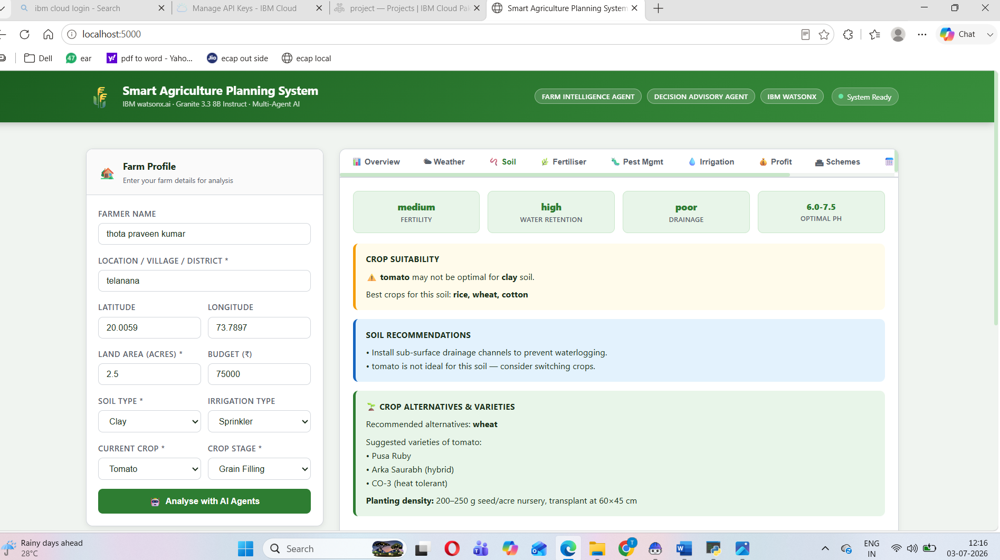 ibm cloud login - Search
Manage API Keys - IBM Cloud
project — Projects | IBM Cloud Pak
Smart Agriculture Planning System
localhost:5000
Chat
Dell
47 ear
y! pdf to word - Yaho...
Jio ecap out side
ecap local
Smart Agriculture Planning System
IBM watsonx.ai · Granite 3.3 8B Instruct · Multi-Agent AI
FARM INTELLIGENCE AGENT
DECISION ADVISORY AGENT
IBM WATSONX
System Ready
Farm Profile
Enter your farm details for analysis
FARMER NAME
thota praveen kumar
LOCATION / VILLAGE / DISTRICT *
telanana
LATITUDE LONGITUDE
20.0059 73.7897
LAND AREA (ACRES) * BUDGET (₹)
2.5 75000
SOIL TYPE * IRRIGATION TYPE
Clay Sprinkler
CURRENT CROP * CROP STAGE *
Tomato Grain Filling
Analyse with AI Agents
Overview Weather Soil Fertiliser Pest Mgmt Irrigation Profit Schemes
medium high poor 6.0-7.5
FERTILITY WATER RETENTION DRAINAGE OPTIMAL PH
CROP SUITABILITY
tomato may not be optimal for clay soil.
Best crops for this soil: rice, wheat, cotton
SOIL RECOMMENDATIONS
• Install sub-surface drainage channels to prevent waterlogging.
• tomato is not ideal for this soil — consider switching crops.
CROP ALTERNATIVES & VARIETIES
Recommended alternatives: wheat
Suggested varieties of tomato:
• Pusa Ruby
• Arka Saurabh (hybrid)
• CO-3 (heat tolerant)
Planting density: 200–250 g seed/acre nursery, transplant at 60×45 cm
Rainy days ahead
28°C
Search
T
ENG
IN
12:16
03-07-2026